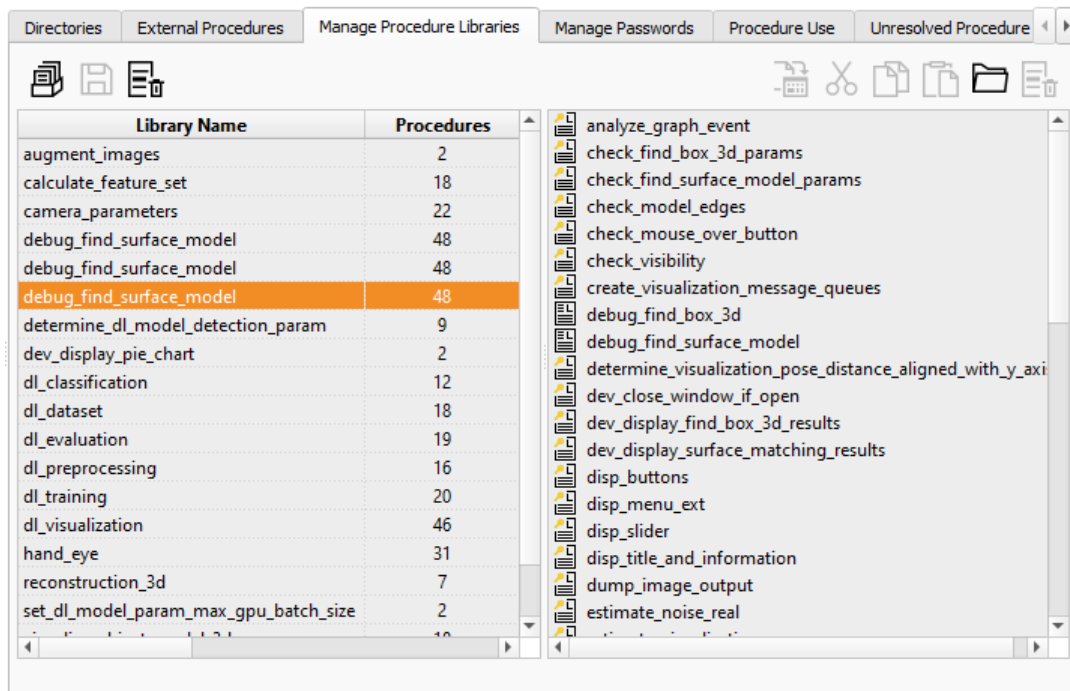 Directories External Procedures Manage Procedure Libraries Manage Passwords Procedure Use Unresolved Procedure
Library Name Procedures
augment_images 2
calculate_feature_set 18
camera_parameters 22
debug_find_surface_model 48
debug_find_surface_model 48
debug_find_surface_model 48
determine_dl_model_detection_param 9
dev_display_pie_chart 2
dl_classification 12
dl_dataset 18
dl_evaluation 19
dl_preprocessing 16
dl_training 20
dl_visualization 46
hand_eye 31
reconstruction_3d 7
set_dl_model_param_max_gpu_batch_size 2
analyze_graph_event
check_find_box_3d_params
check_find_surface_model_params
check_model_edges
check_mouse_over_button
check_visibility
create_visualization_message_queues
debug_find_box_3d
debug_find_surface_model
determine_visualization_pose_distance_aligned_with_y_axi
dev_close_window_if_open
dev_display_find_box_3d_results
dev_display_surface_matching_results
disp_buttons
disp_menu_ext
disp_slider
disp_title_and_information
dump_image_output
estimate_noise_real